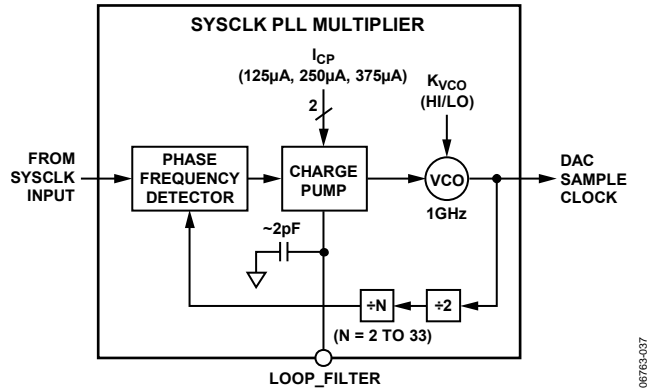 SYSCLK PLL MULTIPLIER
ICP
(125µA, 250µA, 375µA)
KVCO
(HI/LO)
2
FROM
SYSCLK
INPUT
PHASE
FREQUENCY
DETECTOR
CHARGE
PUMP
VCO
1GHz
DAC
SAMPLE
CLOCK
~2pF
÷N
÷2
(N = 2 TO 33)
LOOP_FILTER
06763-037